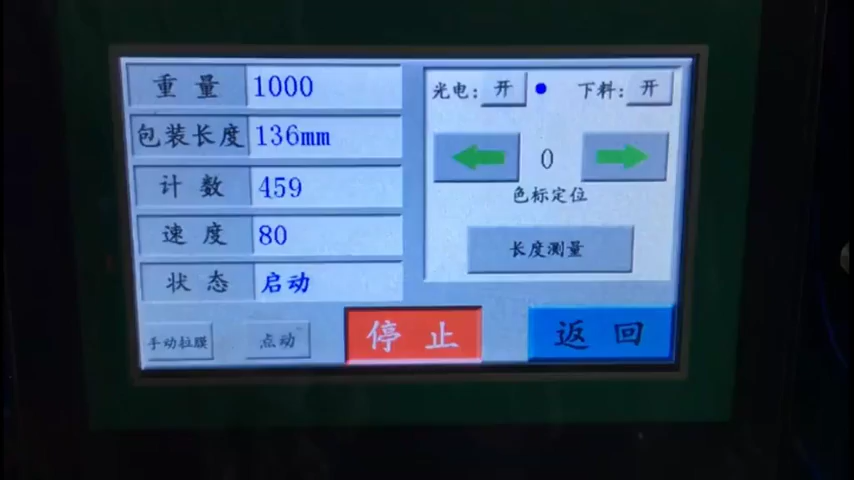 重量 1000
包装长度 136mm
计数 459
速度 80
状态 启动
手动拉膜 点动 停止
光电: 开 下料: 开
0
色标定位
长度测量
返回